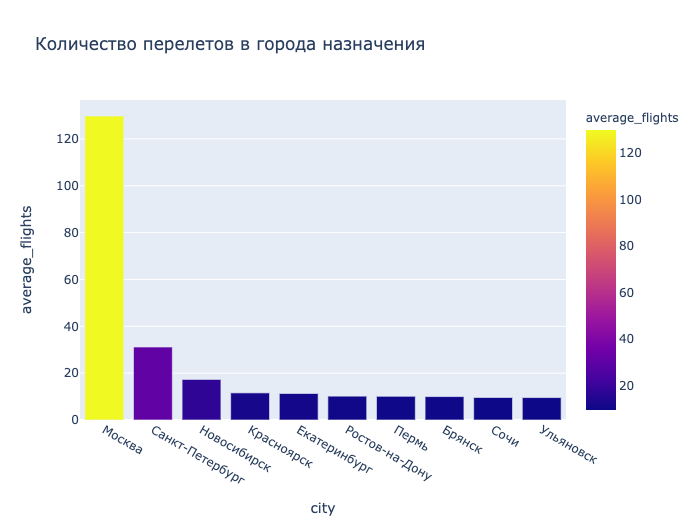 Количество перелетов в города назначения
average_flights
120
100
80
60
40
20
0
Москва
Санкт-Петербург
Новосибирск
Красноярск
Екатеринбург
Ростов-на-Дону
Пермь
Брянск
Сочи
Ульяновск
city
average_flights
120
100
80
60
40
20